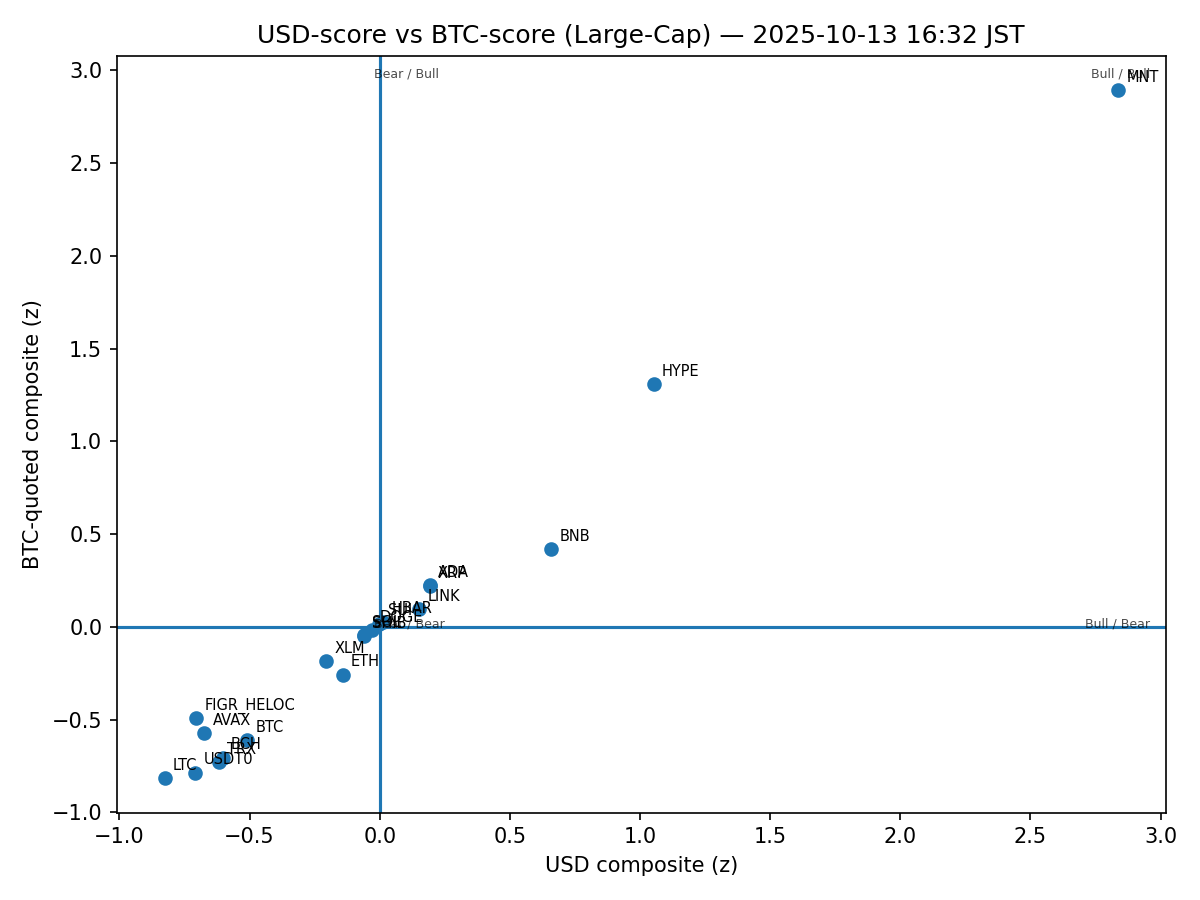 USD-score vs BTC-score (Large-Cap) — 2025-10-13 16:32 JST
BTC-quoted composite (z)
3.0
2.5
2.0
1.5
1.0
0.5
0.0
−0.5
−1.0
Bear / Bull
Bull / Bull
MNT
HYPE
BNB
ADA
XRP
LINK
HBAR
DOGE
/ Bear
Bull / Bear
XLM
ETH
FIGR_HELOC
AVAX
BTC
BCH
TRX
USDT0
LTC
−1.0 −0.5 0.0 0.5 1.0 1.5 2.0 2.5 3.0
USD composite (z)